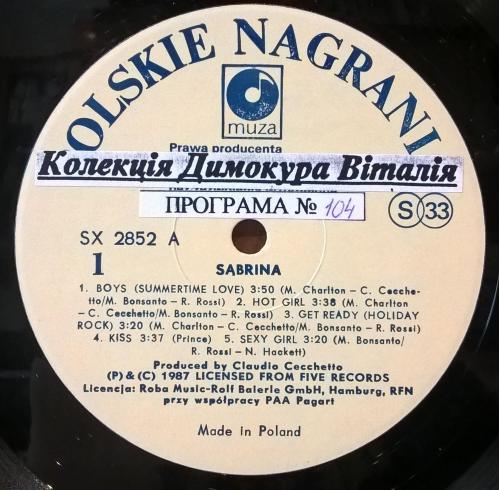 OLSKIE NAGRANI
muza
Prawa producenta
Колекція Димокура Віталія
ПРОГРАМА № 104
S 33
SX 2852 A
1
SABRINA
1. BOYS (SUMMERTIME LOVE) 3:50 (M. Charlton – C. Cecche-
tto/M. Bonsanto – R. Rossi) 2. HOT GIRL 3:38 (M. Charlton
– C. Cecchetto/M. Bonsanto – R. Rossi) 3. GET READY (HOLIDAY
ROCK) 3:20 (M. Charlton – C. Cecchetto/M. Bonsanto – R. Rossi)
4. KISS 3:37 (Prince) 5. SEXY GIRL 3:20 (M. Bonsanto/
R. Rossi – N. Hackett)
Produced by Claudio Cecchetto
(P) & (C) 1987 LICENSED FROM FIVE RECORDS
Licencja: Roba Music-Rolf Baierle GmbH, Hamburg, RFN
przy współpracy PAA Pagart
Made in Poland